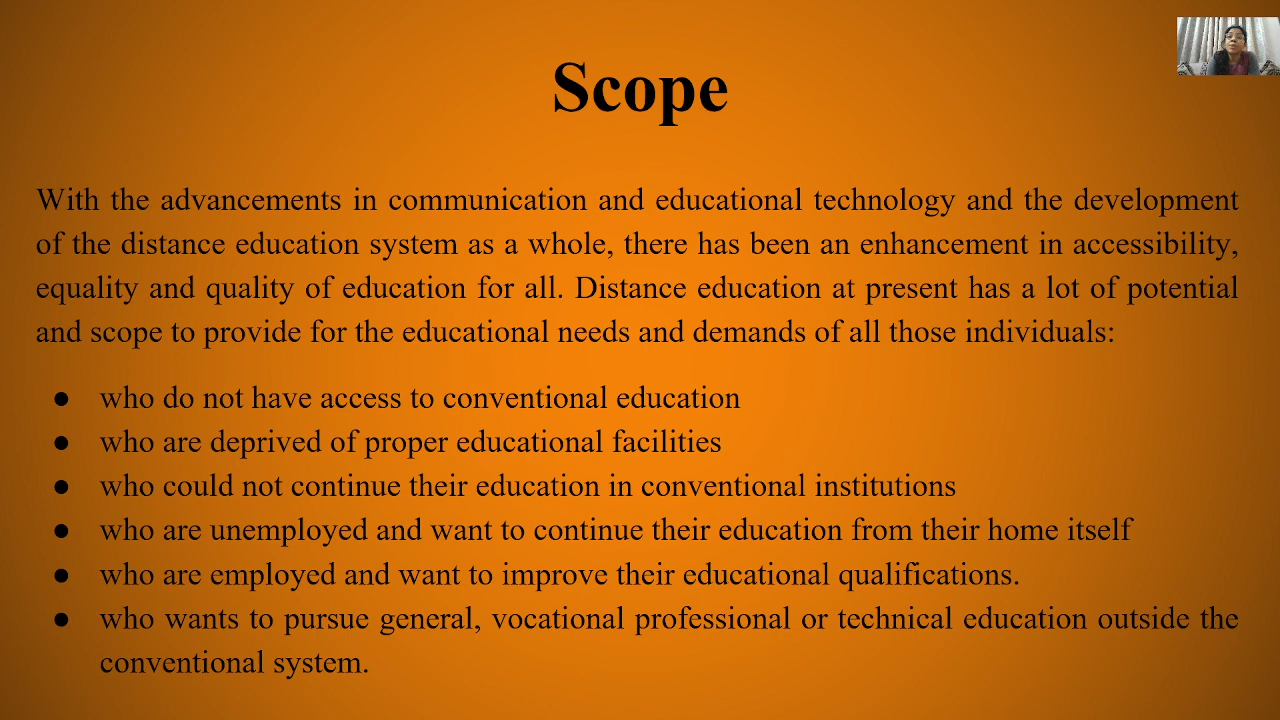 Scope
With the advancements in communication and educational technology and the development
of the distance education system as a whole, there has been an enhancement in accessibility,
equality and quality of education for all. Distance education at present has a lot of potential
and scope to provide for the educational needs and demands of all those individuals:
● who do not have access to conventional education
● who are deprived of proper educational facilities
● who could not continue their education in conventional institutions
● who are unemployed and want to continue their education from their home itself
● who are employed and want to improve their educational qualifications.
● who wants to pursue general, vocational professional or technical education outside the
conventional system.